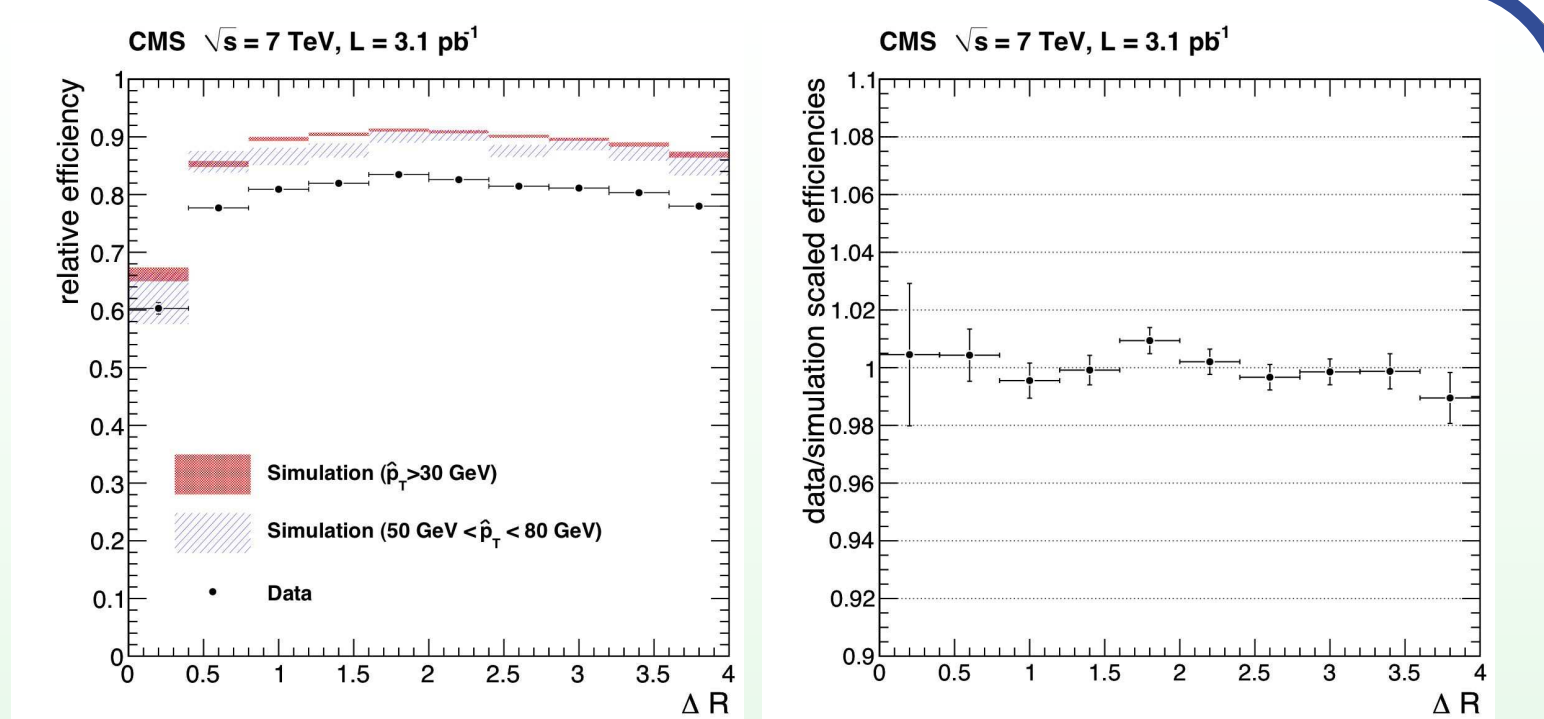 CMS √s = 7 TeV, L = 3.1 pb⁻¹
relative efficiency
1
0.9
0.8
0.7
0.6
0.5
0.4
0.3
0.2
0.1
0
Simulation (p̂_T>30 GeV)
Simulation (50 GeV < p̂_T < 80 GeV)
Data
0 0.5 1 1.5 2 2.5 3 3.5 4
Δ R
CMS √s = 7 TeV, L = 3.1 pb⁻¹
data/simulation scaled efficiencies
1.1
1.08
1.06
1.04
1.02
1
0.98
0.96
0.94
0.92
0.9
0 0.5 1 1.5 2 2.5 3 3.5 4
Δ R